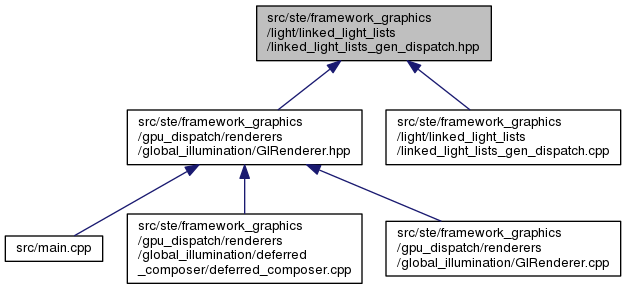 src/ste/framework_graphics
/light/linked_light_lists
/linked_light_lists_gen_dispatch.hpp
src/ste/framework_graphics
/gpu_dispatch/renderers
/global_illumination/GIRenderer.hpp
src/ste/framework_graphics
/light/linked_light_lists
/linked_light_lists_gen_dispatch.cpp
src/main.cpp
src/ste/framework_graphics
/gpu_dispatch/renderers
/global_illumination/deferred
_composer/deferred_composer.cpp
src/ste/framework_graphics
/gpu_dispatch/renderers
/global_illumination/GIRenderer.cpp